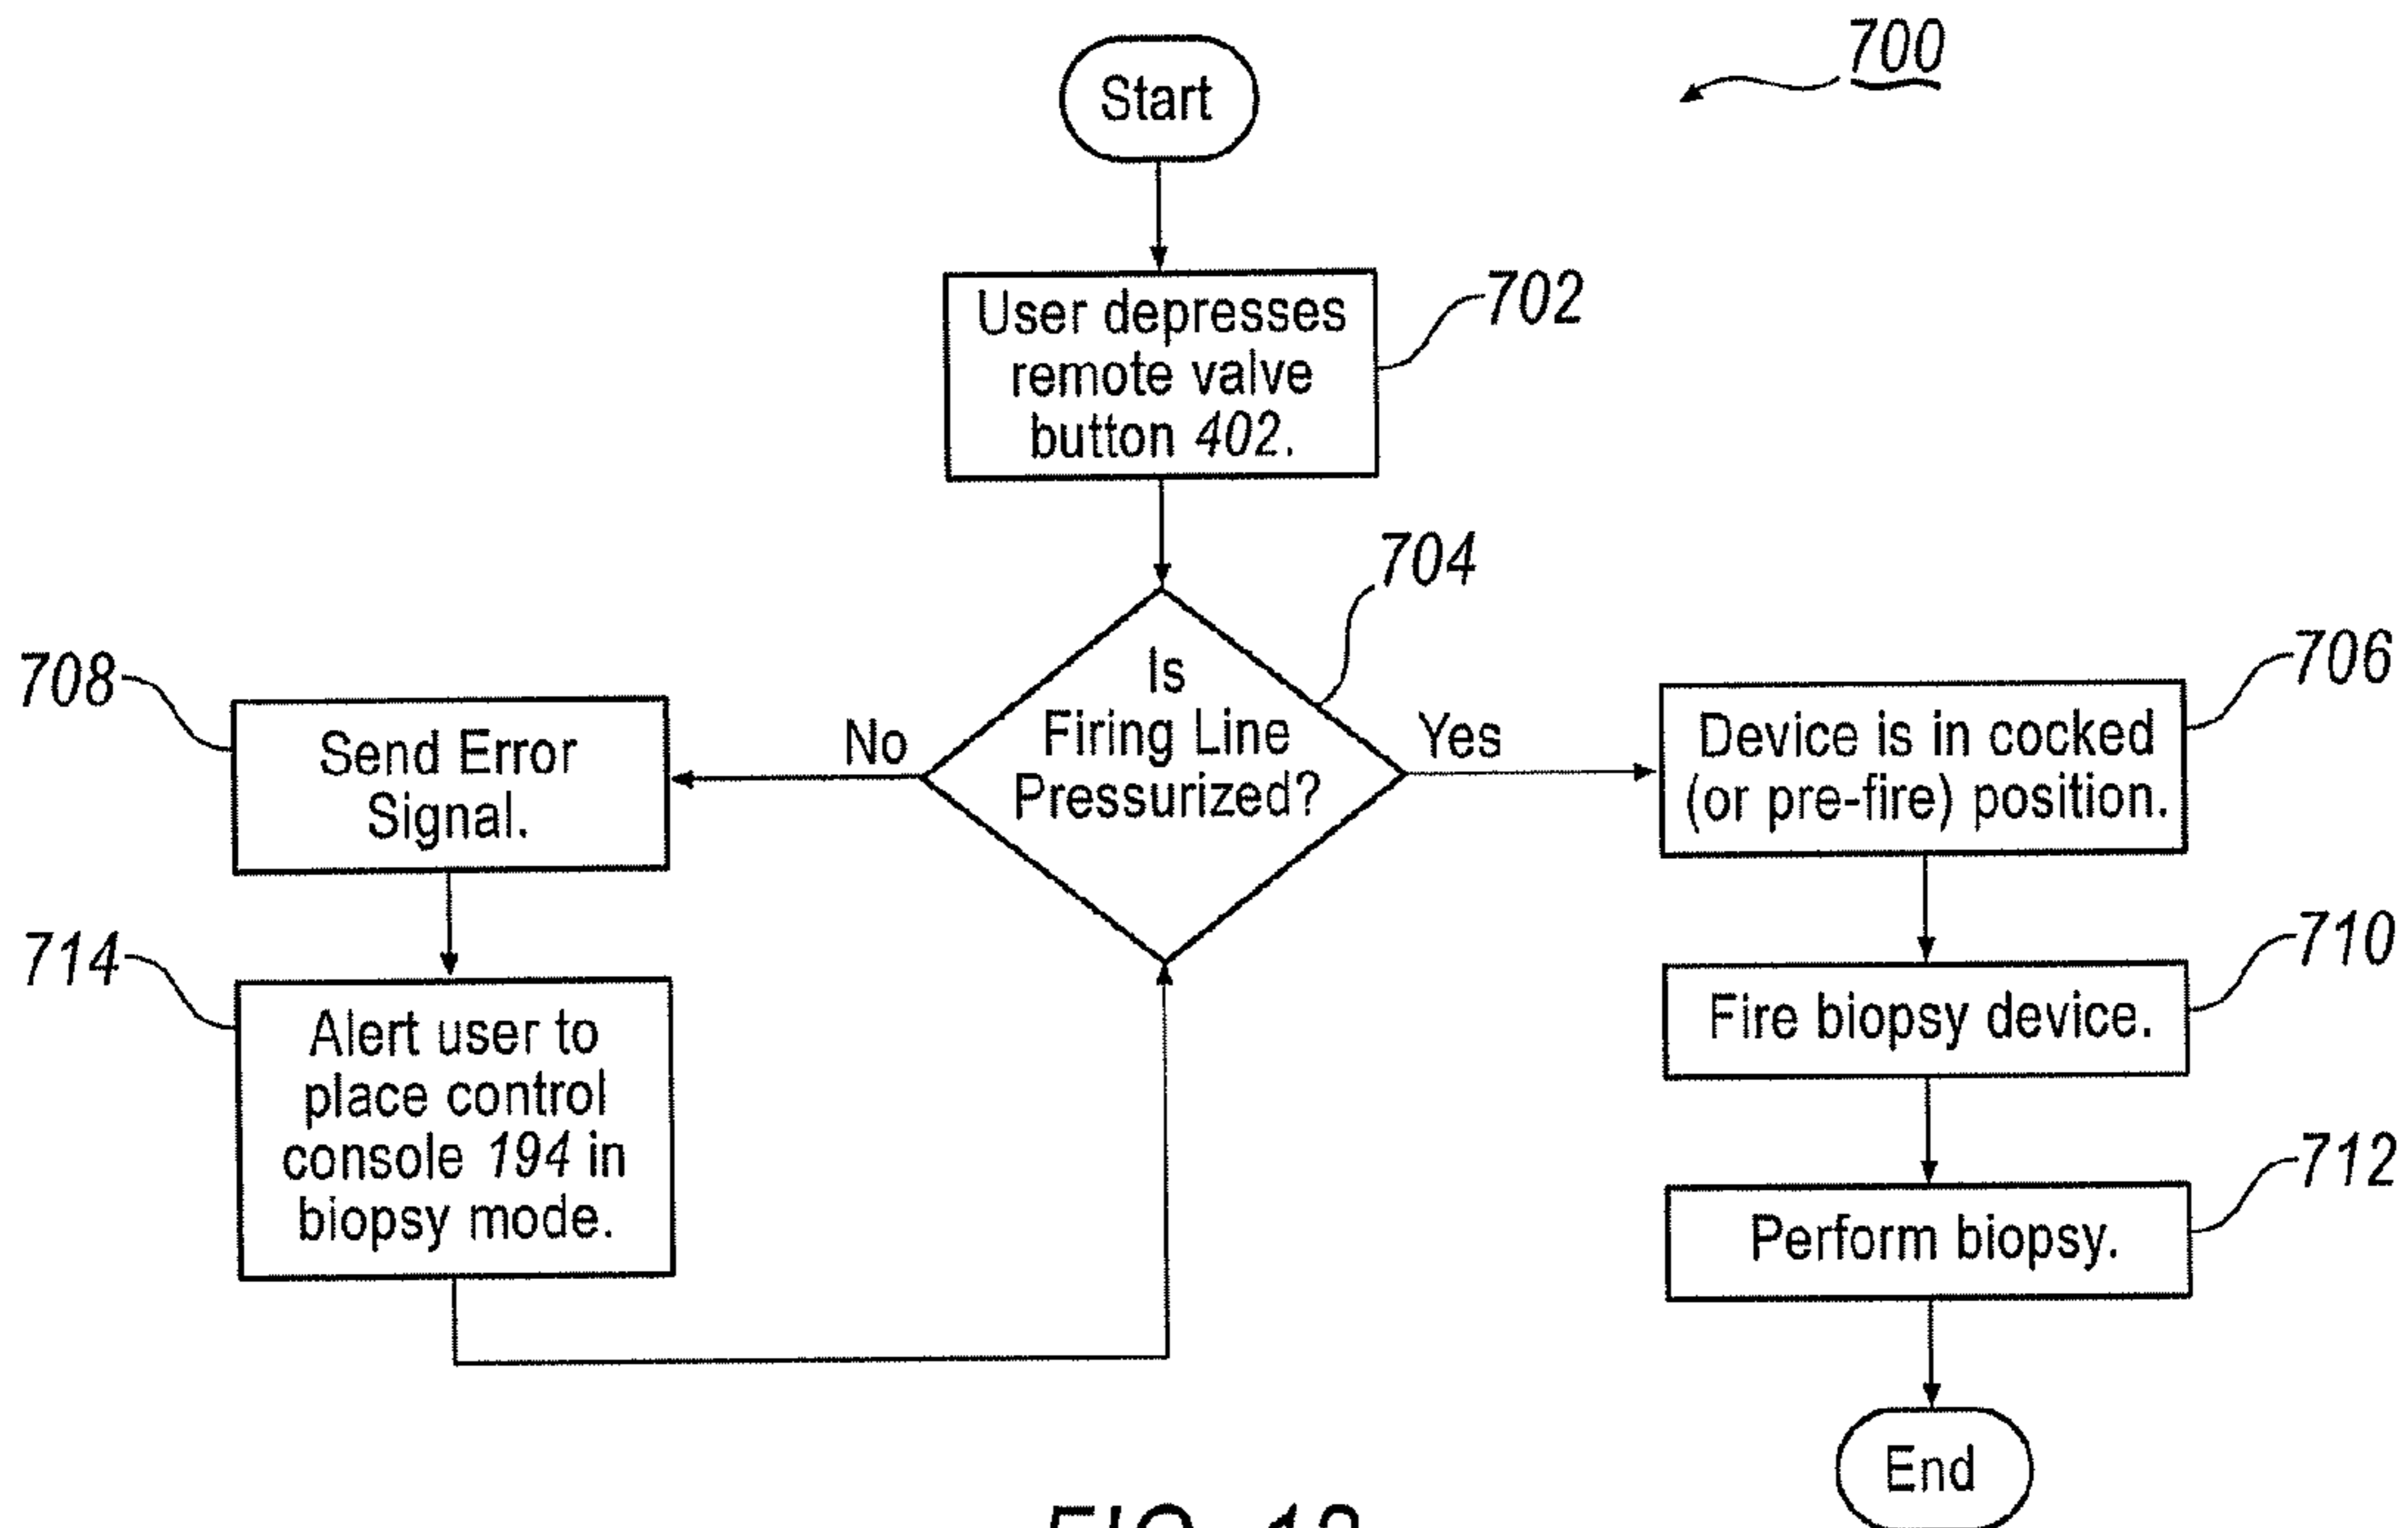 700
Start
User depresses
remote valve
button 402.
702
704
Is
Firing Line
Pressurized?
No
Yes
708
Send Error
Signal.
706
Device is in cocked
(or pre-fire) position.
714
Alert user to
place control
console 194 in
biopsy mode.
710
Fire biopsy device.
712
Perform biopsy.
End